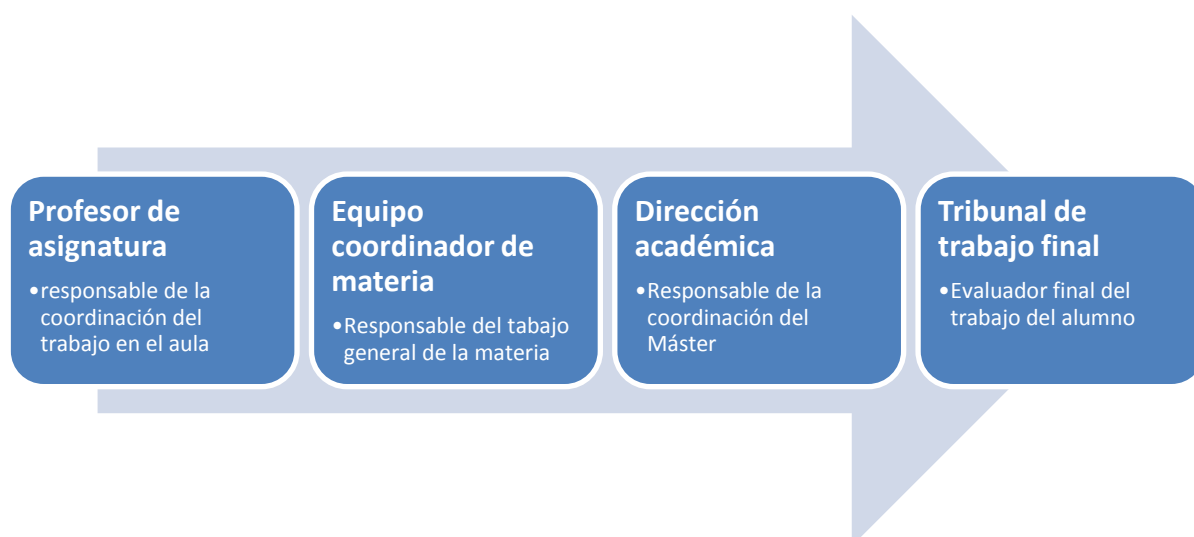 Profesor de
asignatura
•responsable de la
coordinación del
trabajo en el aula
Equipo
coordinador de
materia
•Responsable del tabajo
general de la materia
Dirección
académica
•Responsable de la
coordinación del
Máster
Tribunal de
trabajo final
•Evaluador final del
trabajo del alumno